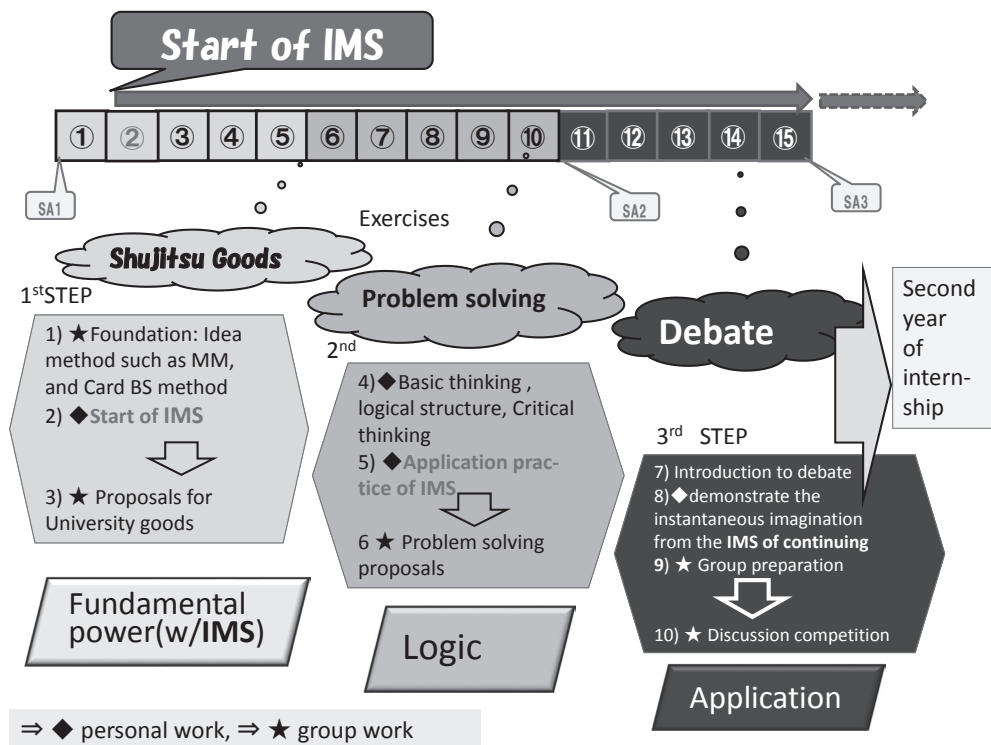 Start of IMS
① ② ③ ④ ⑤ ⑥ ⑦ ⑧ ⑨ ⑩ ⑪ ⑫ ⑬ ⑭ ⑮
SA1
SA2
SA3
Exercises
Shujitsu Goods
Problem solving
Debate
1stSTEP
1) ★Foundation: Idea
method such as MM,
and Card BS method
2) ◆Start of IMS
3) ★ Proposals for
University goods
Fundamental
power(w/IMS)
2nd
4)◆Basic thinking ,
logical structure, Critical
thinking
5) ◆Application prac-
tice of IMS
6 ★ Problem solving
proposals
Logic
3rd STEP
7) Introduction to debate
8)◆demonstrate the
instantaneous imagination
from the IMS of continuing
9) ★ Group preparation
10) ★ Discussion competition
Application
Second
year
of
intern-
ship
⇒ ◆ personal work, ⇒ ★ group work